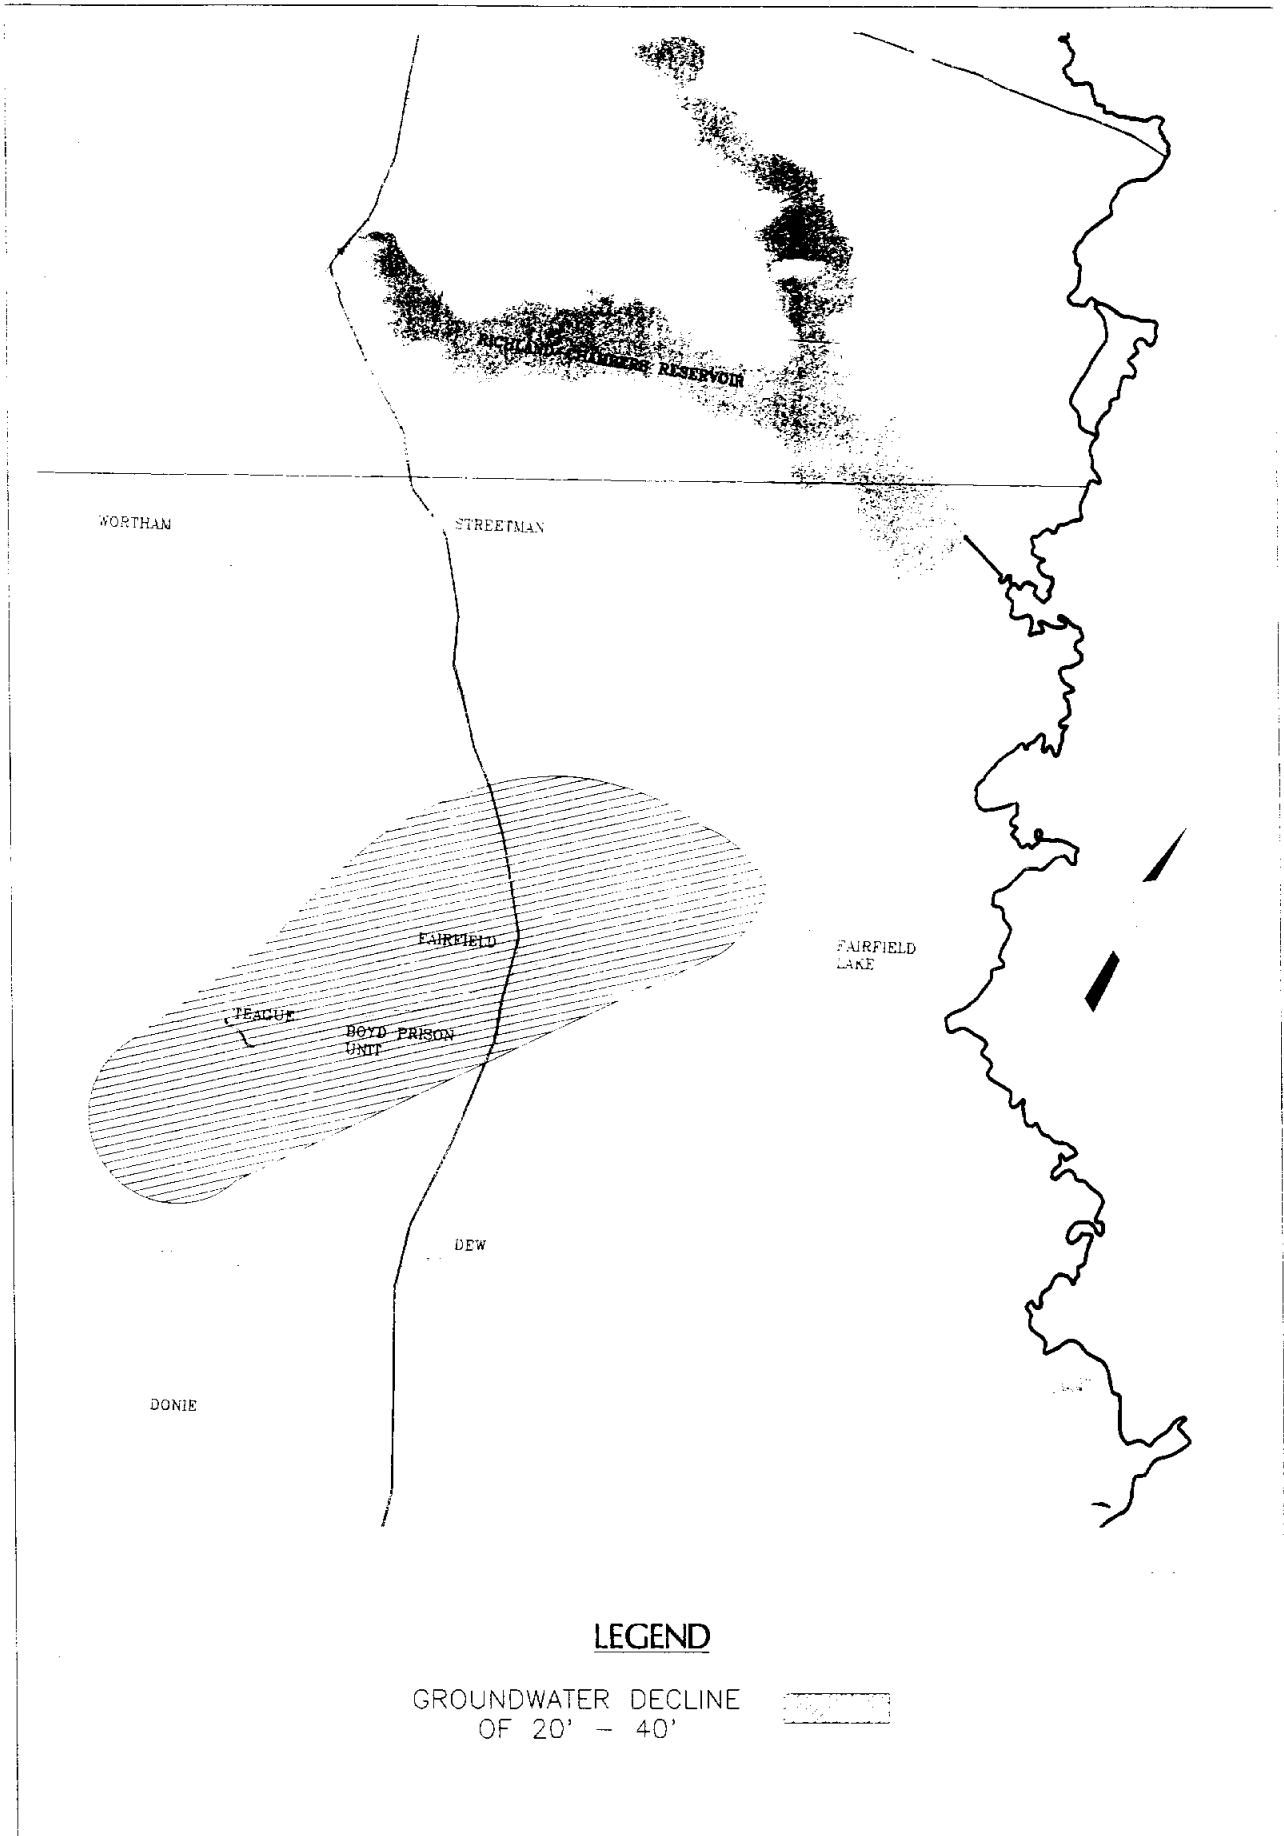 RICHLAND-CHAMBERS RESERVOIR
WORTHAM
STREETMAN
FAIRFIELD
FAIRFIELD
LAKE
TEAGUE
BOYD PRISON
UNIT
DEW
DONIE
LEGEND
GROUNDWATER DECLINE
OF 20' - 40'